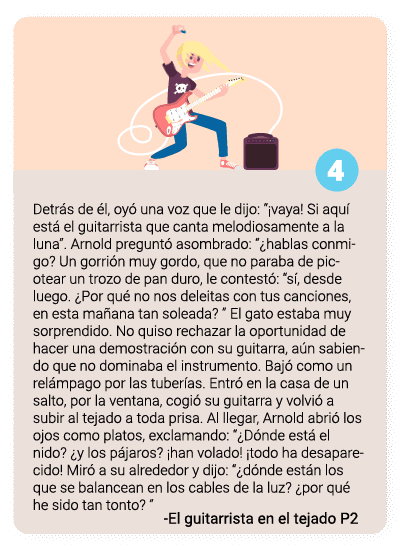 4
Detrás de él, oyó una voz que le dijo: “¡vaya! Si aquí
está el guitarrista que canta melodiosamente a la
luna”. Arnold preguntó asombrado: “¿hablas conmi-
go? Un gorrión muy gordo, que no paraba de pic-
otear un trozo de pan duro, le contestó: “sí, desde
luego. ¿Por qué no nos deleitas con tus canciones,
en esta mañana tan soleada? ” El gato estaba muy
sorprendido. No quiso rechazar la oportunidad de
hacer una demostración con su guitarra, aún sabien-
do que no dominaba el instrumento. Bajó como un
relámpago por las tuberías. Entró en la casa de un
salto, por la ventana, cogió su guitarra y volvió a
subir al tejado a toda prisa. Al llegar, Arnold abrió los
ojos como platos, exclamando: “¿Dónde está el
nido? ¿y los pájaros? ¡han volado! ¡todo ha desapare-
cido! Miró a su alrededor y dijo: “¿dónde están los
que se balancean en los cables de la luz? ¿por qué
he sido tan tonto? “
-El guitarrista en el tejado P2